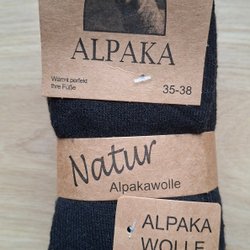 ALPAKA
Wärmt perfekt
Ihre Füße
35-38
Natur
Alpakawolle
ALPAKA
WOLLE